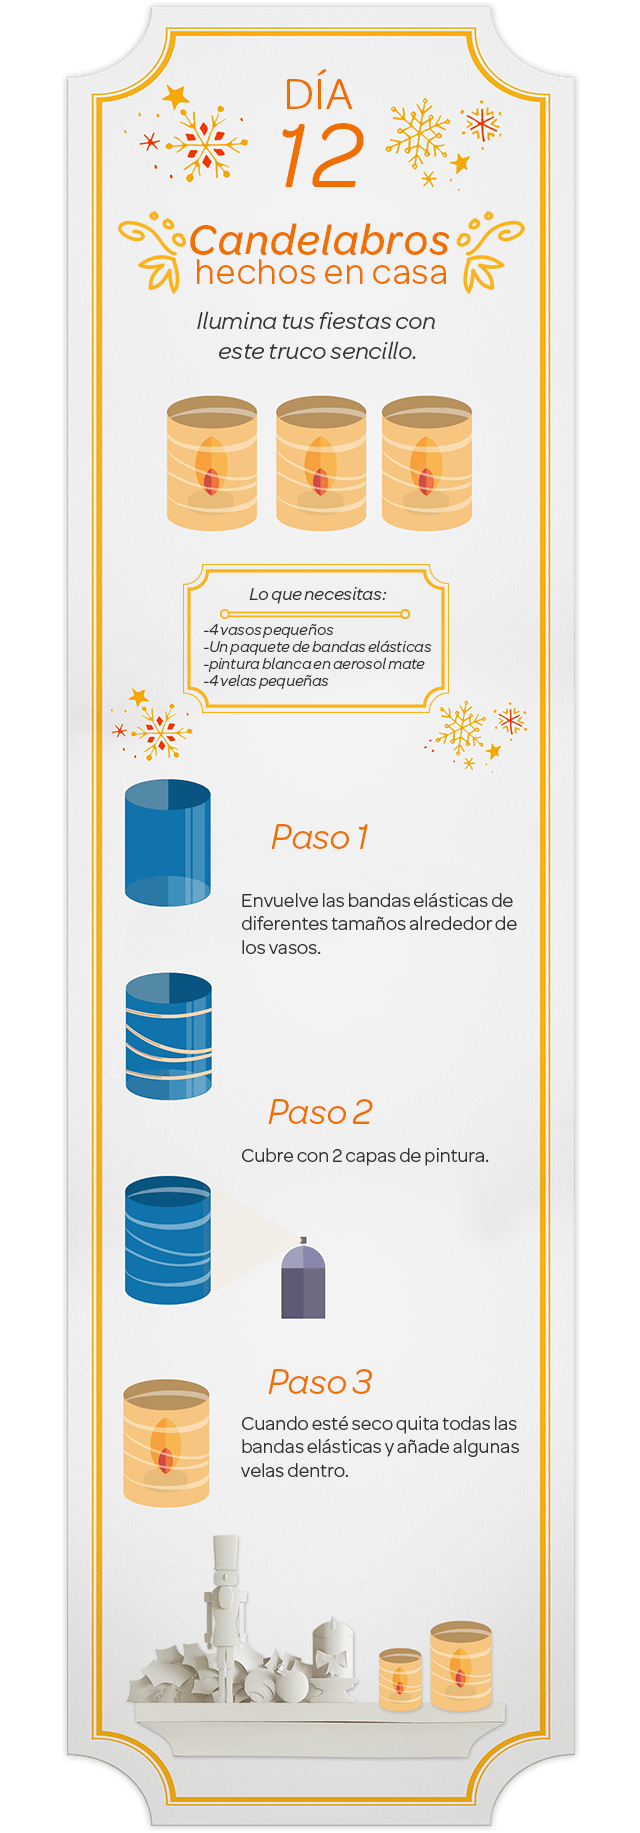 DÍA
12
Candelabros
hechos en casa
Ilumina tus fiestas con
este truco sencillo.
Lo que necesitas:
-4 vasos pequeños
-Un paquete de bandas elásticas
-pintura blanca en aerosol mate
-4 velas pequeñas
Paso 1
Envuelve las bandas elásticas de
diferentes tamaños alrededor de
los vasos.
Paso 2
Cubre con 2 capas de pintura.
Paso 3
Cuando esté seco quita todas las
bandas elásticas y añade algunas
velas dentro.